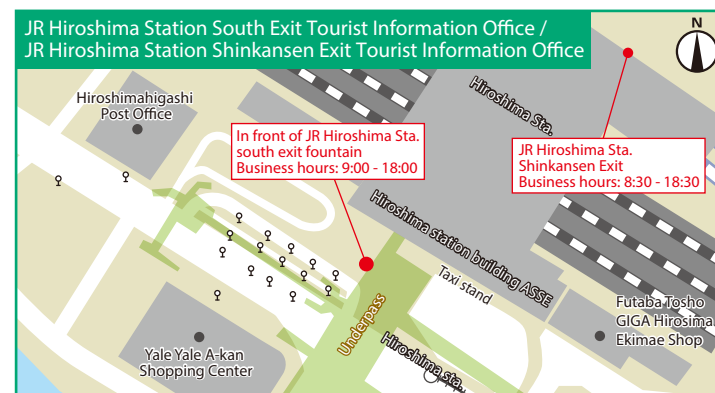 JR Hiroshima Station South Exit Tourist Information Office /
JR Hiroshima Station Shinkansen Exit Tourist Information Office
N
Hiroshimahigashi
Post Office
In front of JR Hiroshima Sta.
south exit fountain
Business hours: 9:00 - 18:00
Hiroshima Sta.
JR Hiroshima Sta.
Shinkansen Exit
Business hours: 8:30 - 18:30
Hiroshima station building ASSE
Taxi stand
Underpass
Futaba Tosho
GIGA Hirosima
Ekimae Shop
Yale Yale A-kan
Shopping Center
Hiroshima sta.